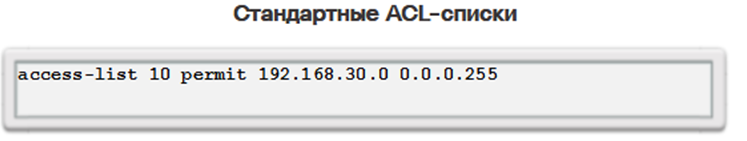 Стандартные ACL-списки
access-list 10 permit 192.168.30.0 0.0.0.255